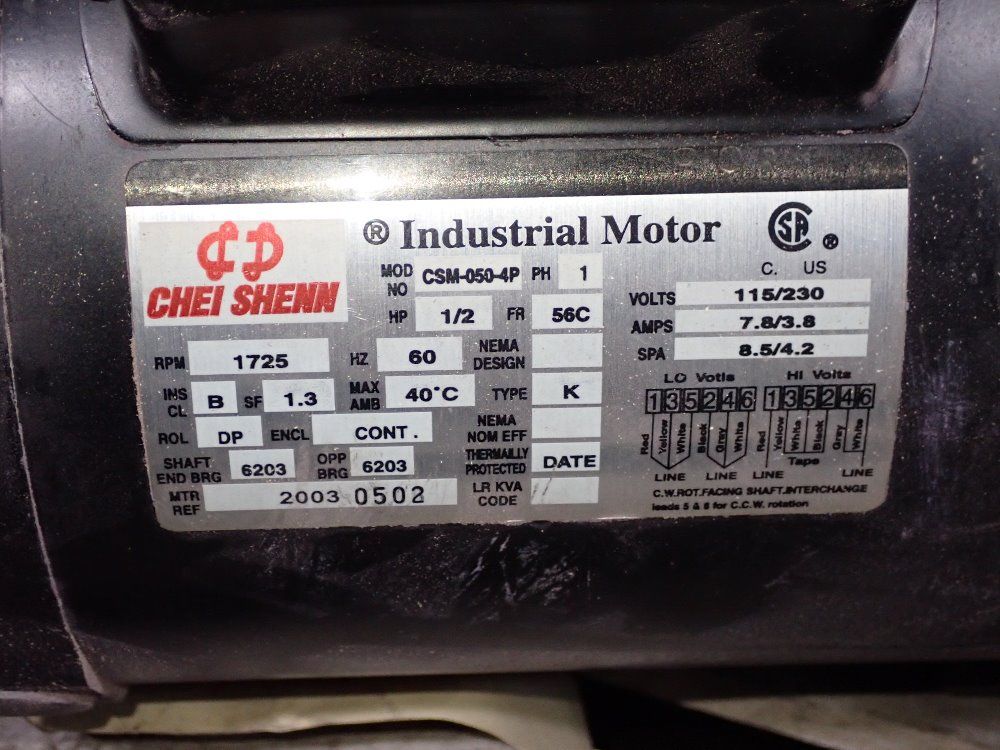 CHEI SHENN
® Industrial Motor
SA ®
C. US
MOD NO CSM-050-4P PH 1
HP 1/2 FR 56C
RPM 1725 HZ 60 NEMA DESIGN
INS CL B SF 1.3 MAX AMB 40°C TYPE K
ROL DP ENCL CONT. NEMA NOM EFF
SHAFT END BRG 6203 OPP BRG 6203 THERMAILLY PROTECTED DATE
MTR REF 2003 0502 LR KVA CODE
VOLTS 115/230
AMPS 7.8/3.8
SPA 8.5/4.2
LO Votls HI Volts
1 3 5 2 4 6 1 3 5 2 4 6
Red Yellow White Black Grey White Red Yellow White Black Grey White
Tape
LINE LINE LINE LINE
C.W.ROT.FACING SHAFT.INTERCHANGE
leads 5 & 6 for C.C.W. rotation